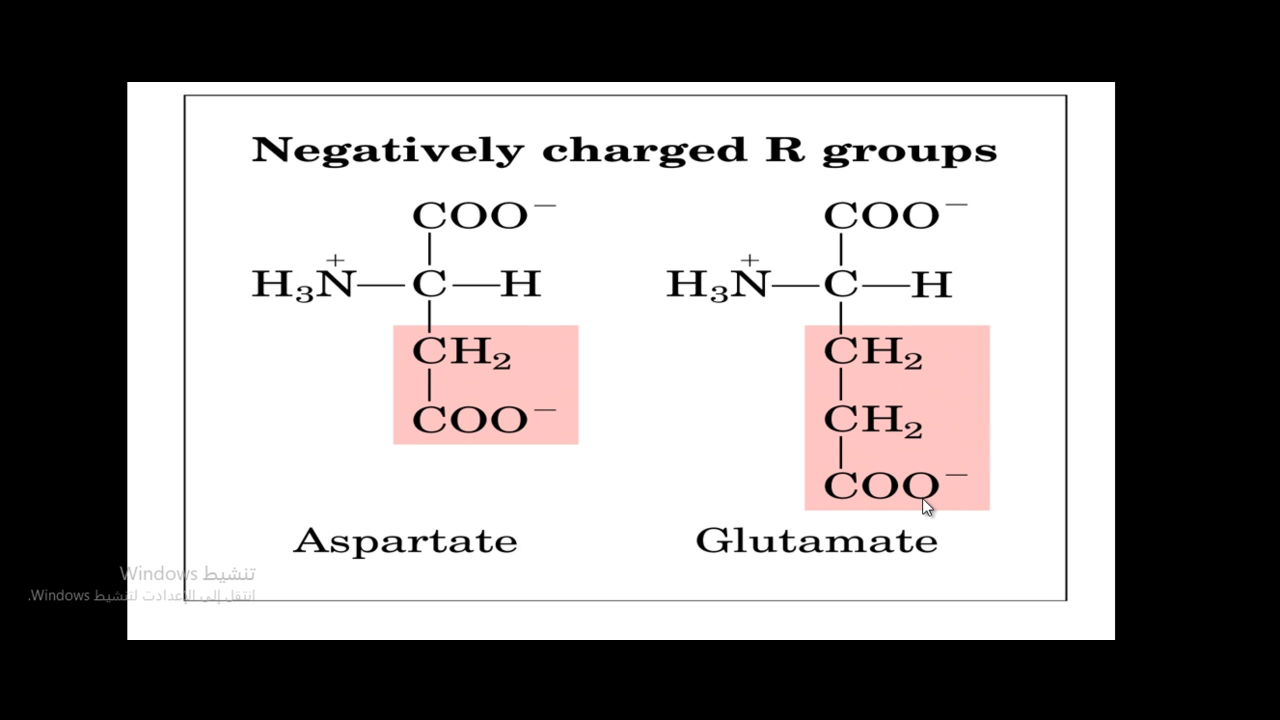 Negatively charged R groups
COO⁻ COO⁻
H₃N⁺—C—H H₃N⁺—C—H
CH₂ CH₂
COO⁻ CH₂
COO⁻
Aspartate Glutamate
تنشيط Windows
انتقل إلى الإعدادت لتنشيط Windows.